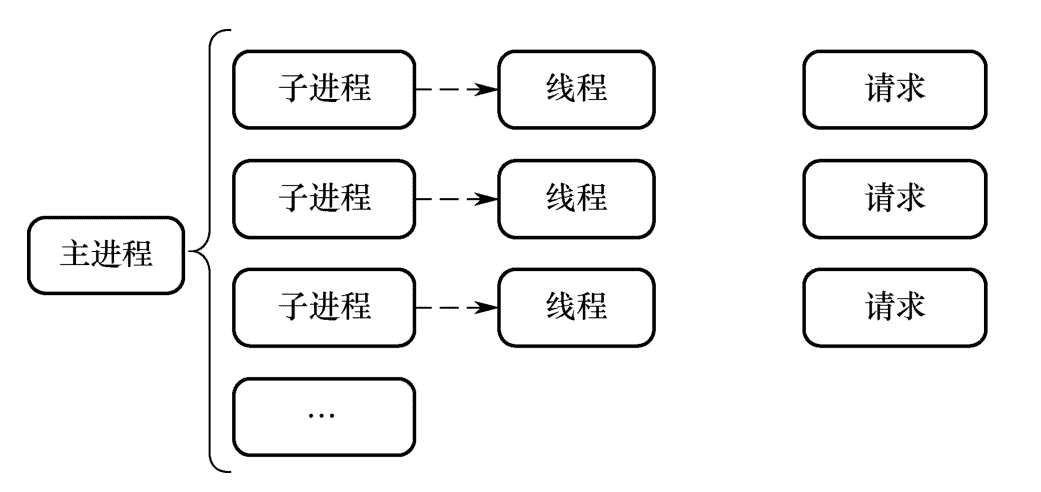 子进程 线程 请求
子进程 线程 请求
主进程
子进程 线程 请求
…